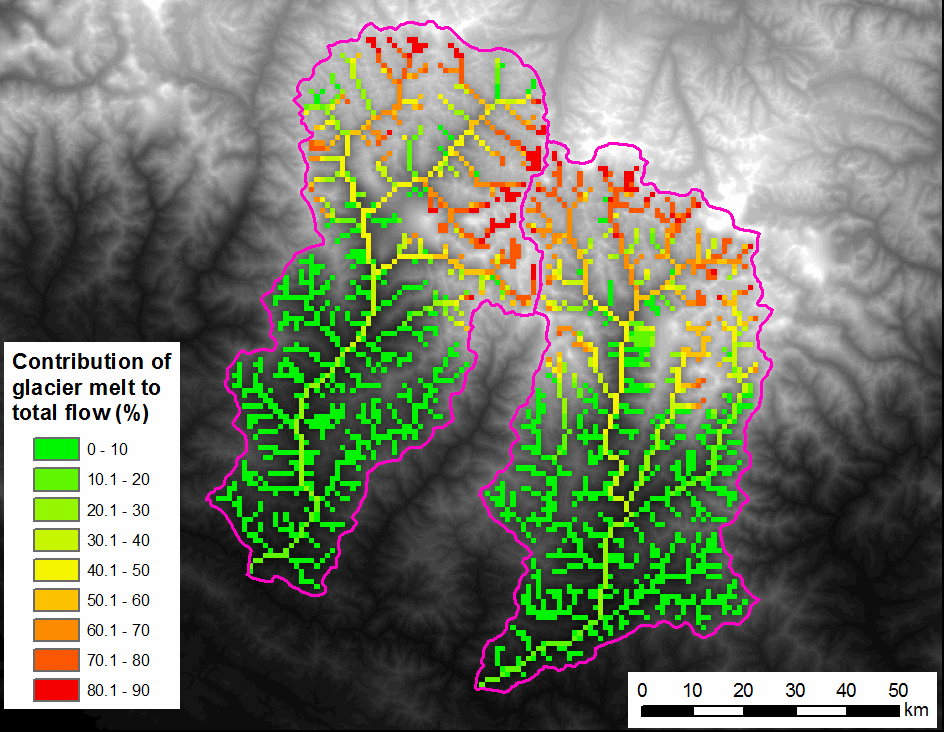 Contribution of
glacier melt to
total flow (%)
0 - 10
10.1 - 20
20.1 - 30
30.1 - 40
40.1 - 50
50.1 - 60
60.1 - 70
70.1 - 80
80.1 - 90
0 10 20 30 40 50
km